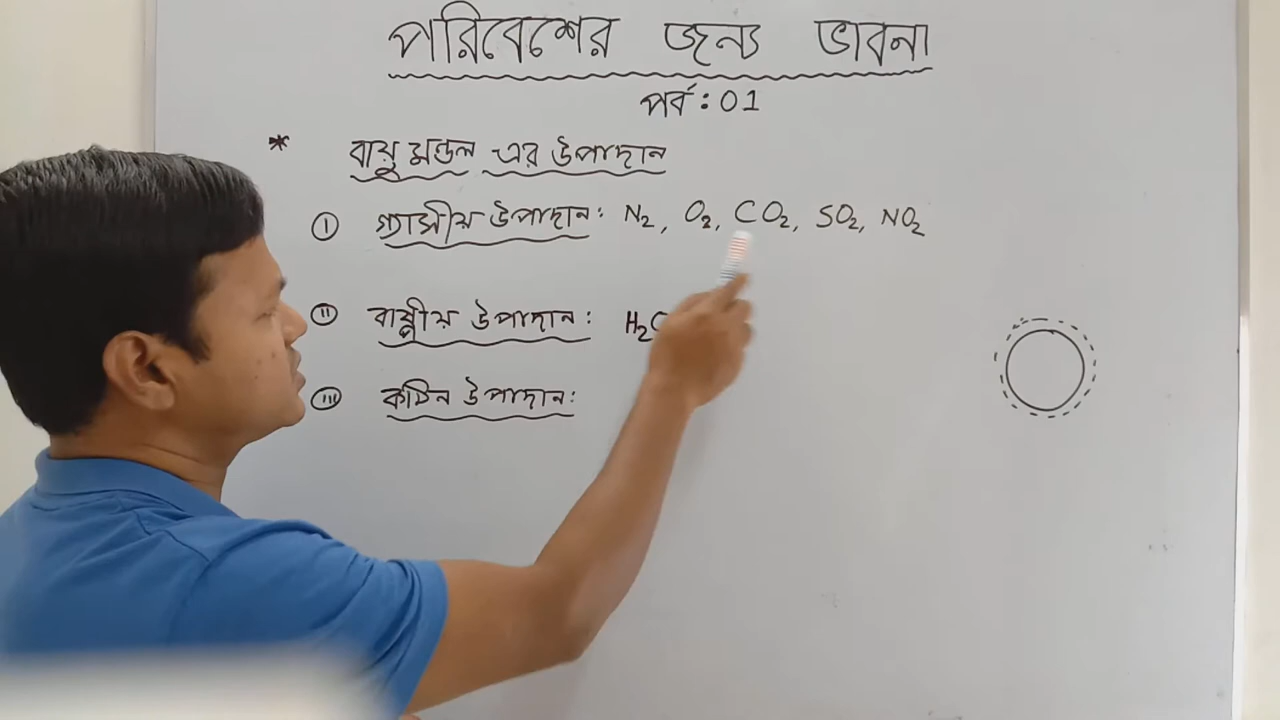 পরিবেশের জন্য ভাবনা
পর্ব : 01
* বায়ুমন্ডল এর উপাদান
(i) গ্যাসীয় উপাদান: N₂, O₂, CO₂, SO₂, NO₂
(ii) বাষ্পীয় উপাদান: H₂
(iii) কঠিন উপাদান: